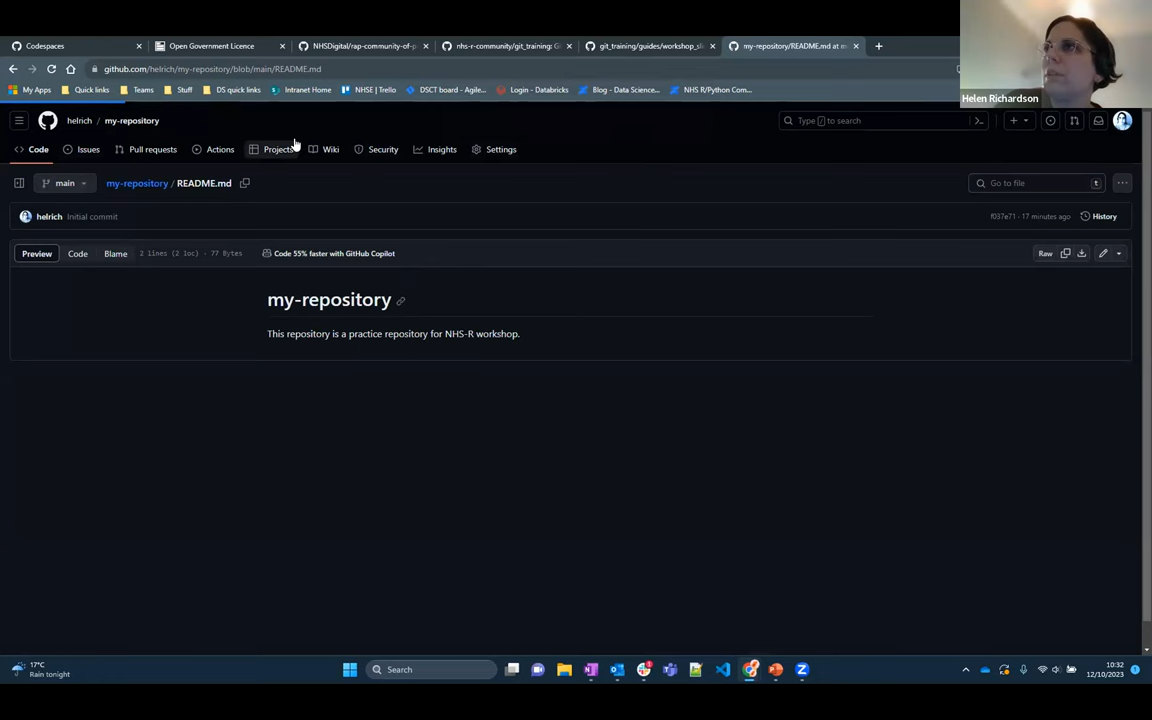 Codespaces
Open Government Licence
NHSDigital/rap-community-of-p
nhs-r-community/git_training: Gi
git_training/guides/workshop_sli
my-repository/README.md at m
github.com/helrich/my-repository/blob/main/README.md
My Apps
Quick links
Teams
Stuff
DS quick links
Intranet Home
NHSE | Trello
DSCT board - Agile...
Login - Databricks
Blog - Data Science...
NHS R/Python Com...
Helen Richardson
helrich / my-repository
Type / to search
Code
Issues
Pull requests
Actions
Projects
Wiki
Security
Insights
Settings
main
my-repository / README.md
Go to file
t
helrich Initial commit
f037e71 · 17 minutes ago
History
Preview
Code
Blame
2 lines (2 loc) · 77 Bytes
Code 55% faster with GitHub Copilot
Raw
my-repository
This repository is a practice repository for NHS-R workshop.
17°C
Rain tonight
Search
10:32
12/10/2023